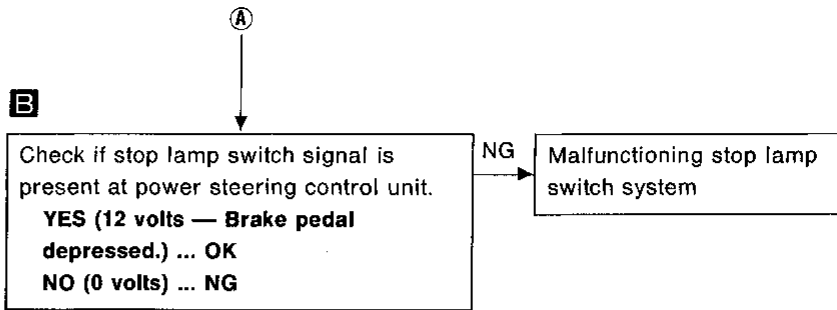 Ⓐ
B
Check if stop lamp switch signal is
present at power steering control unit.
YES (12 volts — Brake pedal
depressed.) ... OK
NO (0 volts) ... NG
NG
Malfunctioning stop lamp
switch system